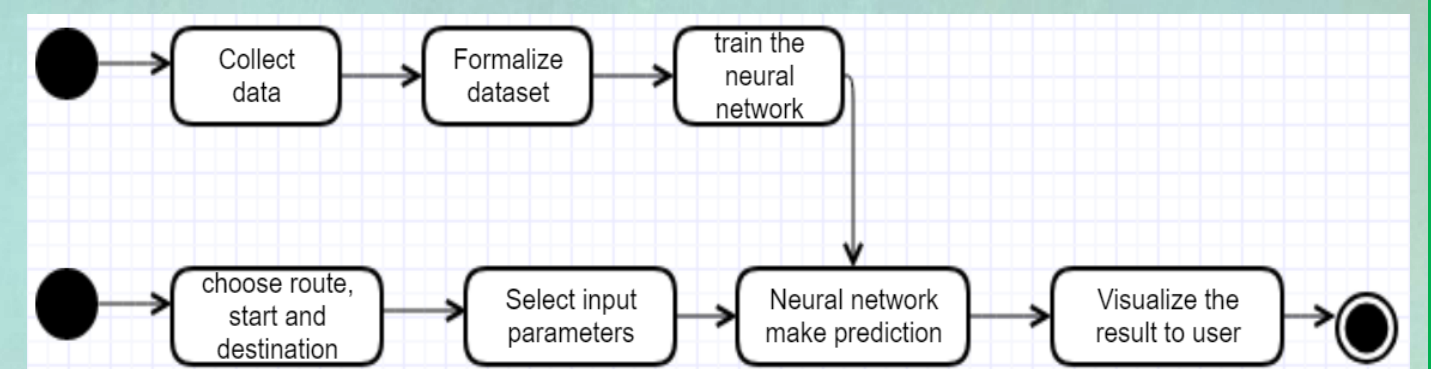 Collect
data
Formalize
dataset
train the
neural
network
choose route,
start and
destination
Select input
parameters
Neural network
make prediction
Visualize the
result to user